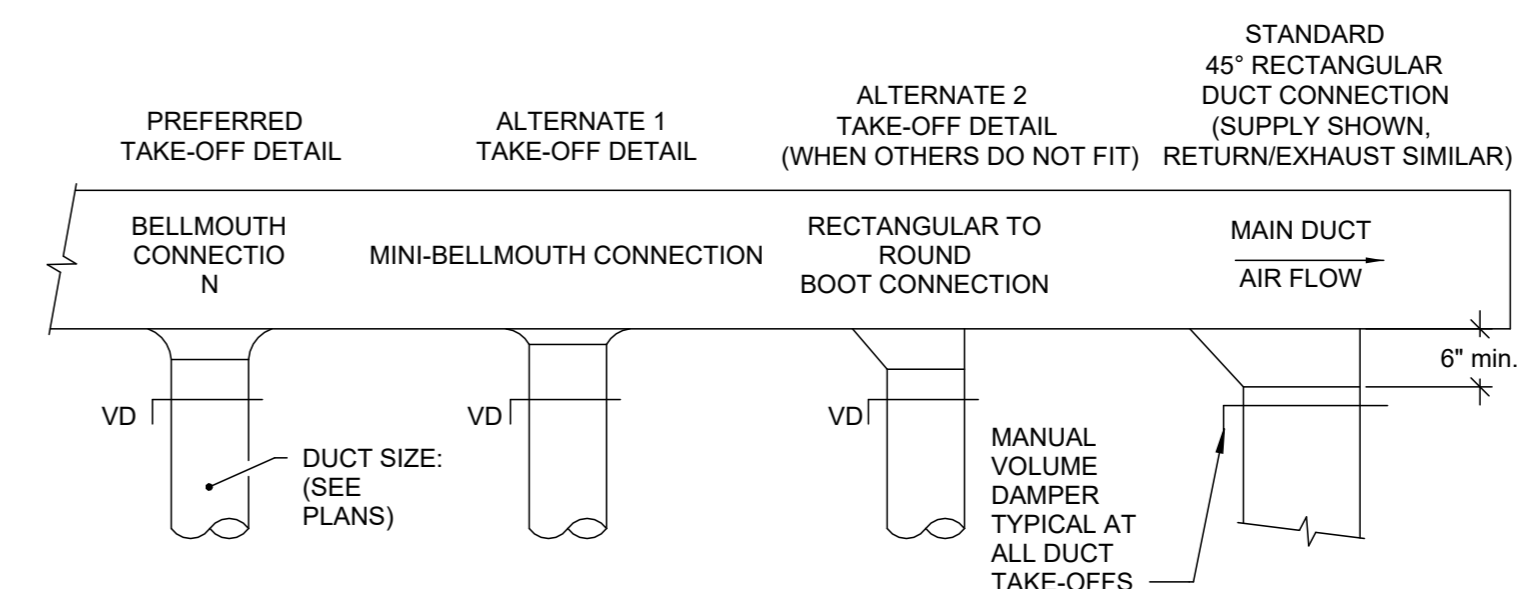 PREFERRED
TAKE-OFF DETAIL
ALTERNATE 1
TAKE-OFF DETAIL
ALTERNATE 2
TAKE-OFF DETAIL
(WHEN OTHERS DO NOT FIT)
STANDARD
45° RECTANGULAR
DUCT CONNECTION
(SUPPLY SHOWN,
RETURN/EXHAUST SIMILAR)
BELLMOUTH
CONNECTIO
N
MINI-BELLMOUTH CONNECTION
RECTANGULAR TO
ROUND
BOOT CONNECTION
MAIN DUCT
AIR FLOW
6" min.
VD
VD
VD
DUCT SIZE:
(SEE
PLANS)
MANUAL
VOLUME
DAMPER
TYPICAL AT
ALL DUCT
TAKE-OFFS